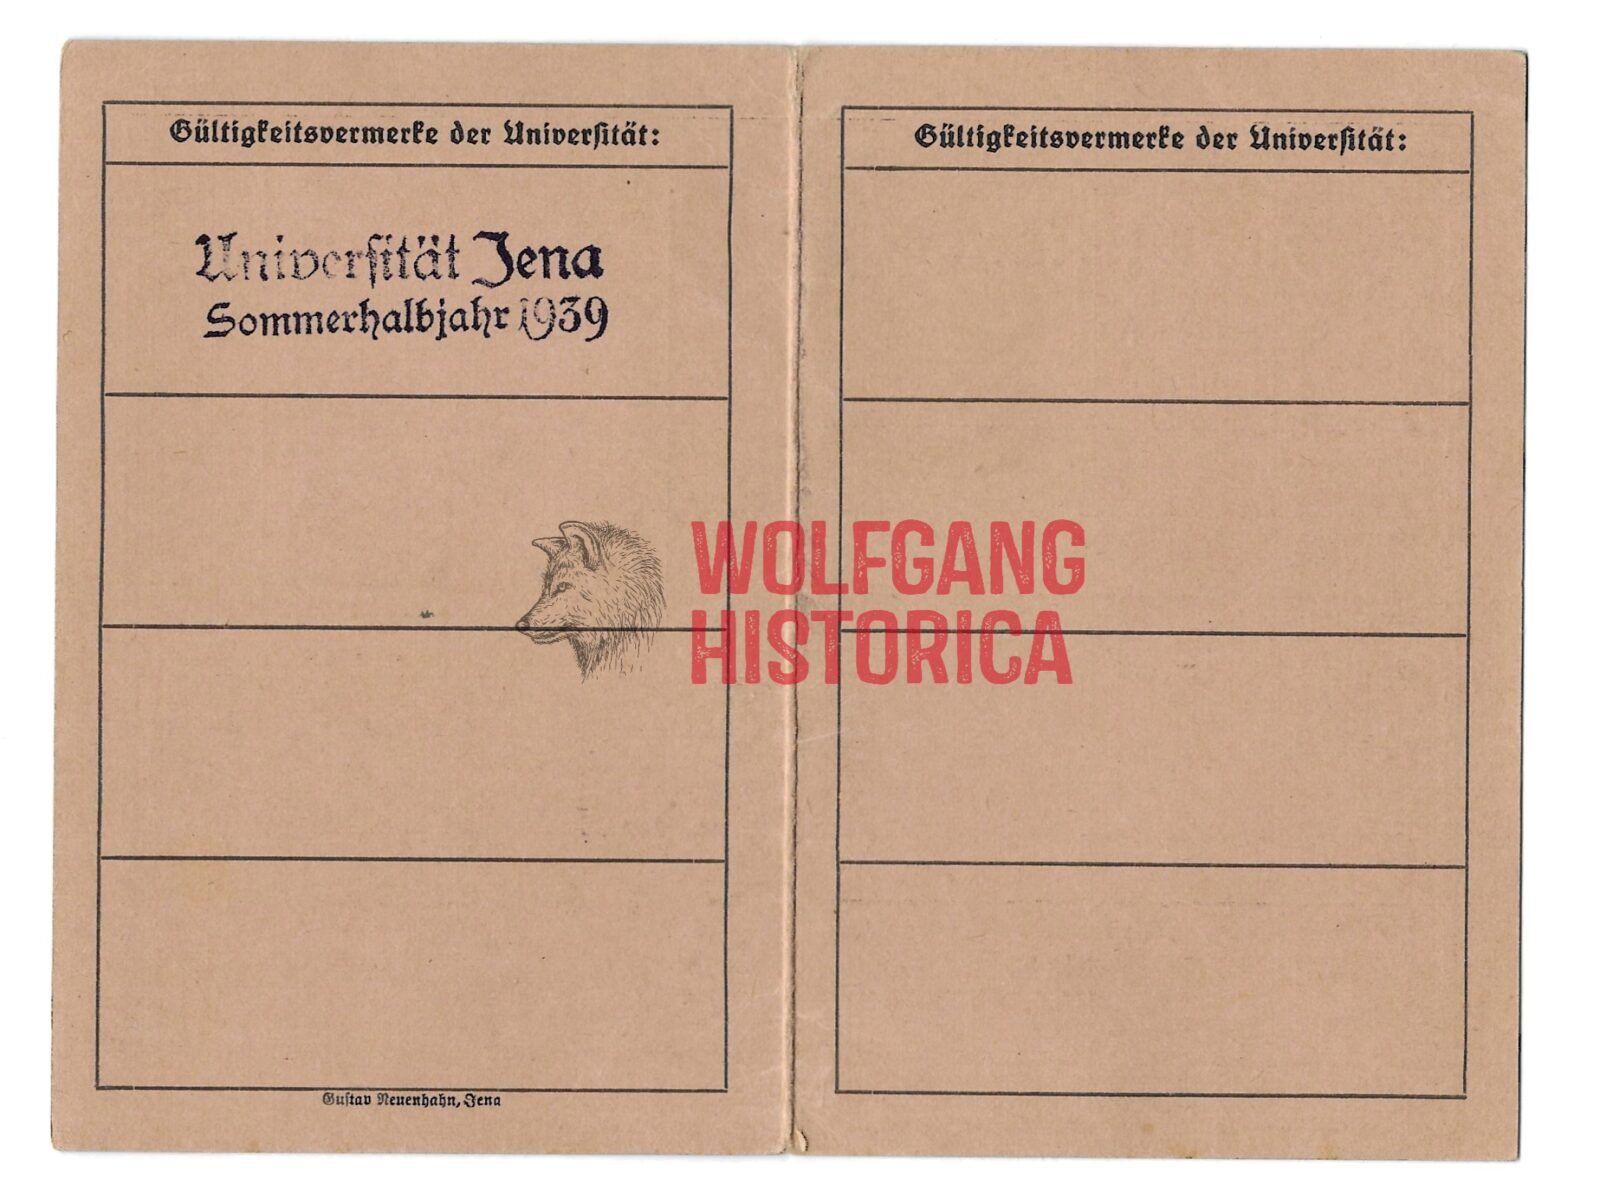 Gültigkeitsvermerke der Universität:
Universität Jena
Sommerhalbjahr 1939
Gustav Neuenhahn, Jena
Gültigkeitsvermerke der Universität:
WOLFGANG
HISTORICA